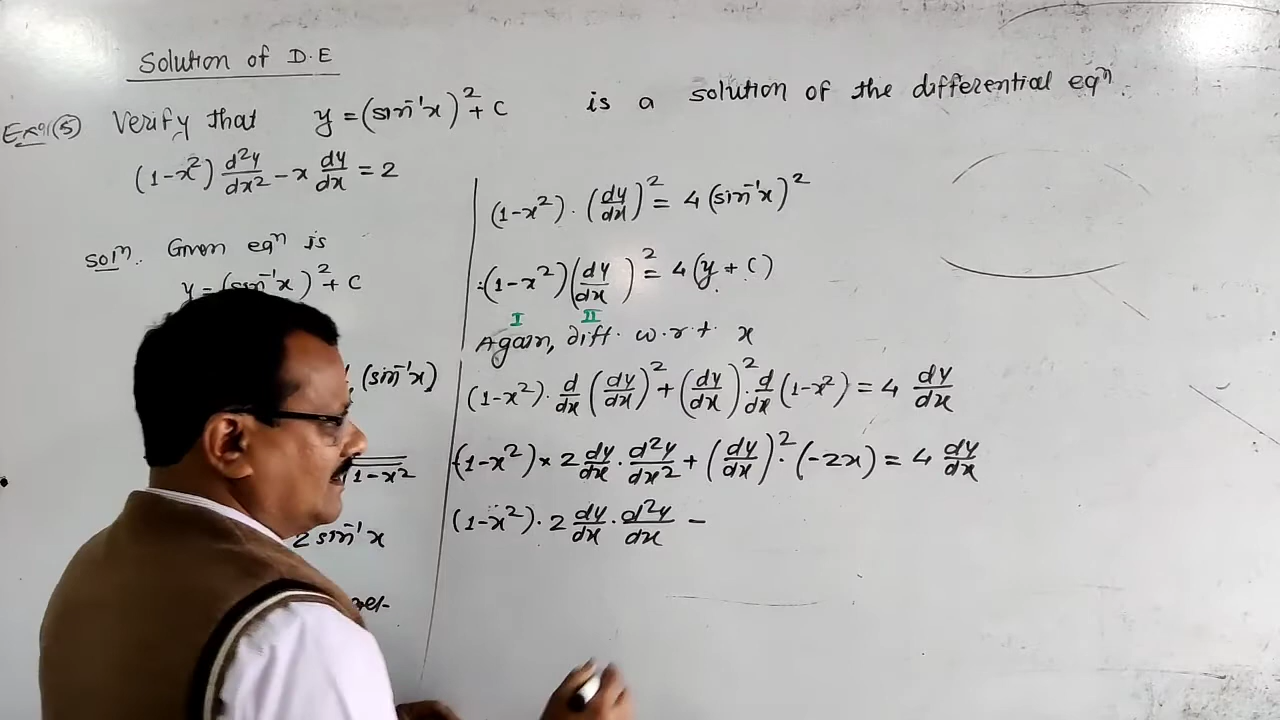 Solution of D.E
Exa(5) Verify that y = (sin⁻¹x)² + C is a solution of the differential eqⁿ.
(1-x²) d²y/dx² - x dy/dx = 2
Solⁿ. Given eqⁿ is
y = (sin⁻¹x)² + C
(sin⁻¹x)
√1-x²
2 sin⁻¹x
(1-x²) · (dy/dx)² = 4 (sin⁻¹x)²
(1-x²) (dy/dx)² = 4 (y + C)
I II
Again, diff. w.r.t. x
(1-x²) · d/dx (dy/dx)² + (dy/dx)² · d/dx (1-x²) = 4 dy/dx
(1-x²) × 2 dy/dx · d²y/dx² + (dy/dx)² · (-2x) = 4 dy/dx
(1-x²) · 2 dy/dx · d²y/dx -